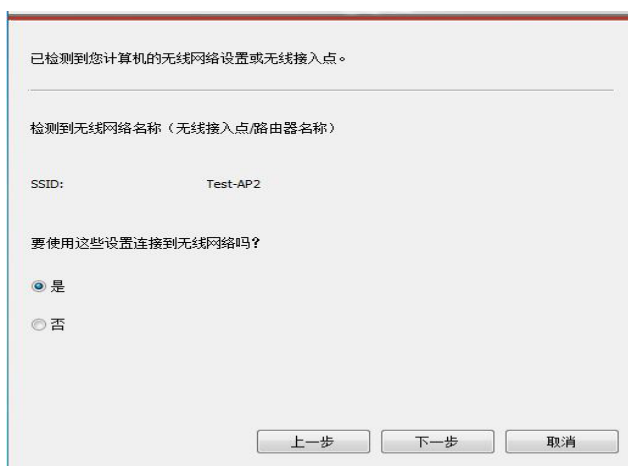 已检测到您计算机的无线网络设置或无线接入点。
检测到无线网络名称（无线接入点/路由器名称）
SSID: Test-AP2
要使用这些设置连接到无线网络吗?
是
否
上一步 下一步 取消